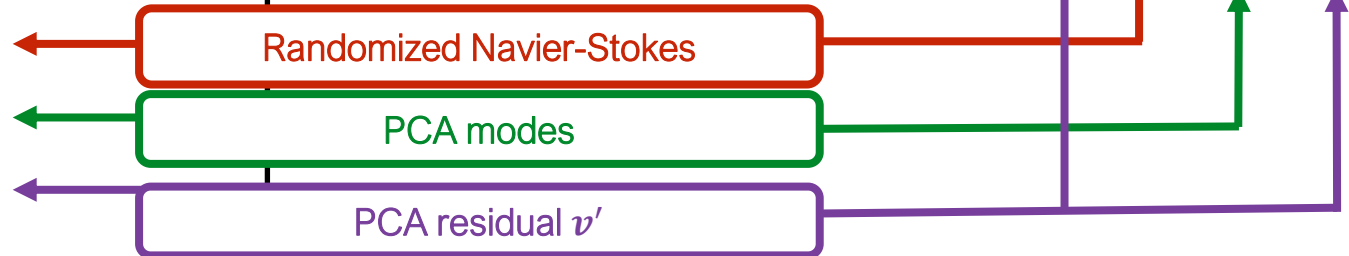 Randomized Navier-Stokes
PCA modes
PCA residual v′